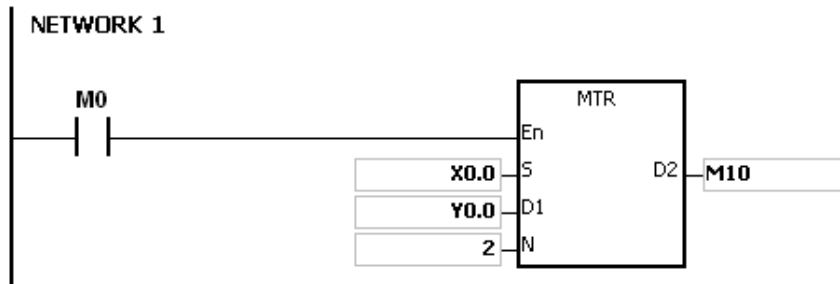 NETWORK 1
M0
MTR
En
X0.0 S D2 M10
Y0.0 D1
2 N